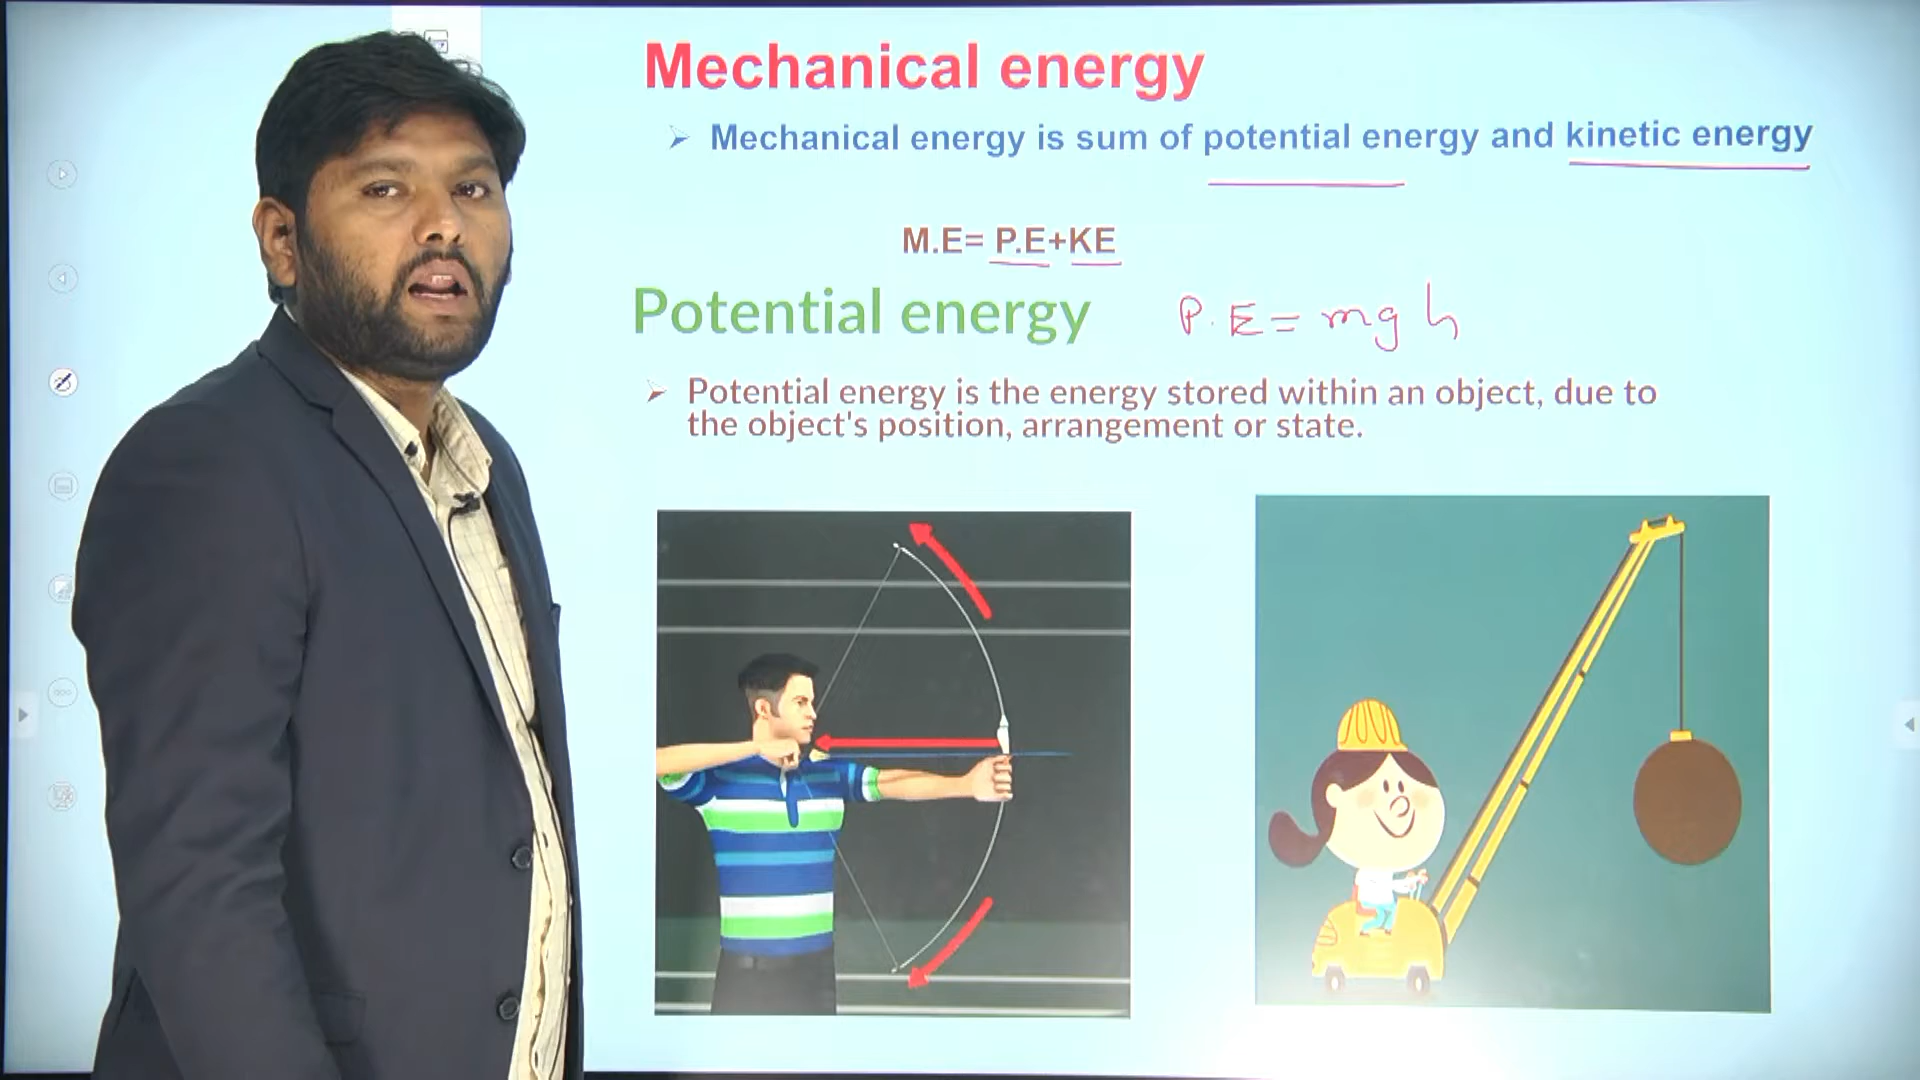 Mechanical energy
➢ Mechanical energy is sum of potential energy and kinetic energy
M.E= P.E+KE
Potential energy P.E = mgh
➢ Potential energy is the energy stored within an object, due to
the object's position, arrangement or state.